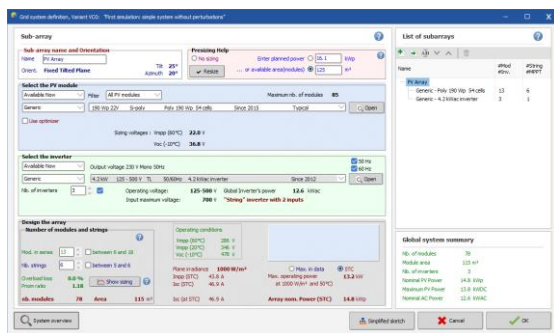 Grid system definition, Variant VC0: "First simulation: simple system without perturbations"
Sub-array
Sub-array name and Orientation
Name PV Array
Orient. Fixed Tilted Plane
Tilt 25°
Azimuth 20°
Presizing Help
No sizing
Enter planned power 16.1 kWp
Resize
... or available area(modules) 125 m²
Select the PV module
Available Now Filter All PV modules Maximum nb. of modules 85
Generic 190 Wp 22V Si-poly Poly 190 Wp 54 cells Since 2015 Typical Open
Use optimizer
Sizing voltages : Vmpp (60°C) 22.0 V
Voc (-10°C) 36.8 V
Select the inverter
Available Now Output voltage 230 V Mono 50Hz
50 Hz
60 Hz
Generic 4.2 kW 125 - 500 V TL 50/60Hz 4.2 kWac inverter Since 2012 Open
Nb. of inverters 3 Operating voltage: 125-500 V Global Inverter's power 12.6 kWac
Input maximum voltage: 700 V "String" inverter with 2 inputs
Design the array
Number of modules and strings
Mod. in series 13 between 6 and 18
Nb. strings 6 between 5 and 6
Overload loss 0.0 %
Pnom ratio 1.18
Show sizing
nb. modules 78 Area 115 m²
Operating conditions
Vmpp (60°C) 286 V
Vmpp (20°C) 346 V
Voc (-10°C) 478 V
Plane irradiance 1000 W/m²
Impp (STC) 43.8 A
Isc (STC) 46.9 A
Isc (at STC) 46.9 A
Max. in data STC
Max. operating power 13.2 kW
at 1000 W/m² and 50°C)
Array nom. Power (STC) 14.8 kWp
List of subarrays
Name
#Mod #String
#Inv. #MPPT
PV Array
Generic - Poly 190 Wp 54 cells 13 6
Generic - 4.2 kWac inverter 3 1
Global system summary
Nb. of modules 78
Module area 115 m²
Nb. of inverters 3
Nominal PV Power 14.8 kWp
Maximum PV Power 13.8 kWDC
Nominal AC Power 12.6 kWAC
System overview
Simplified sketch
Cancel
OK